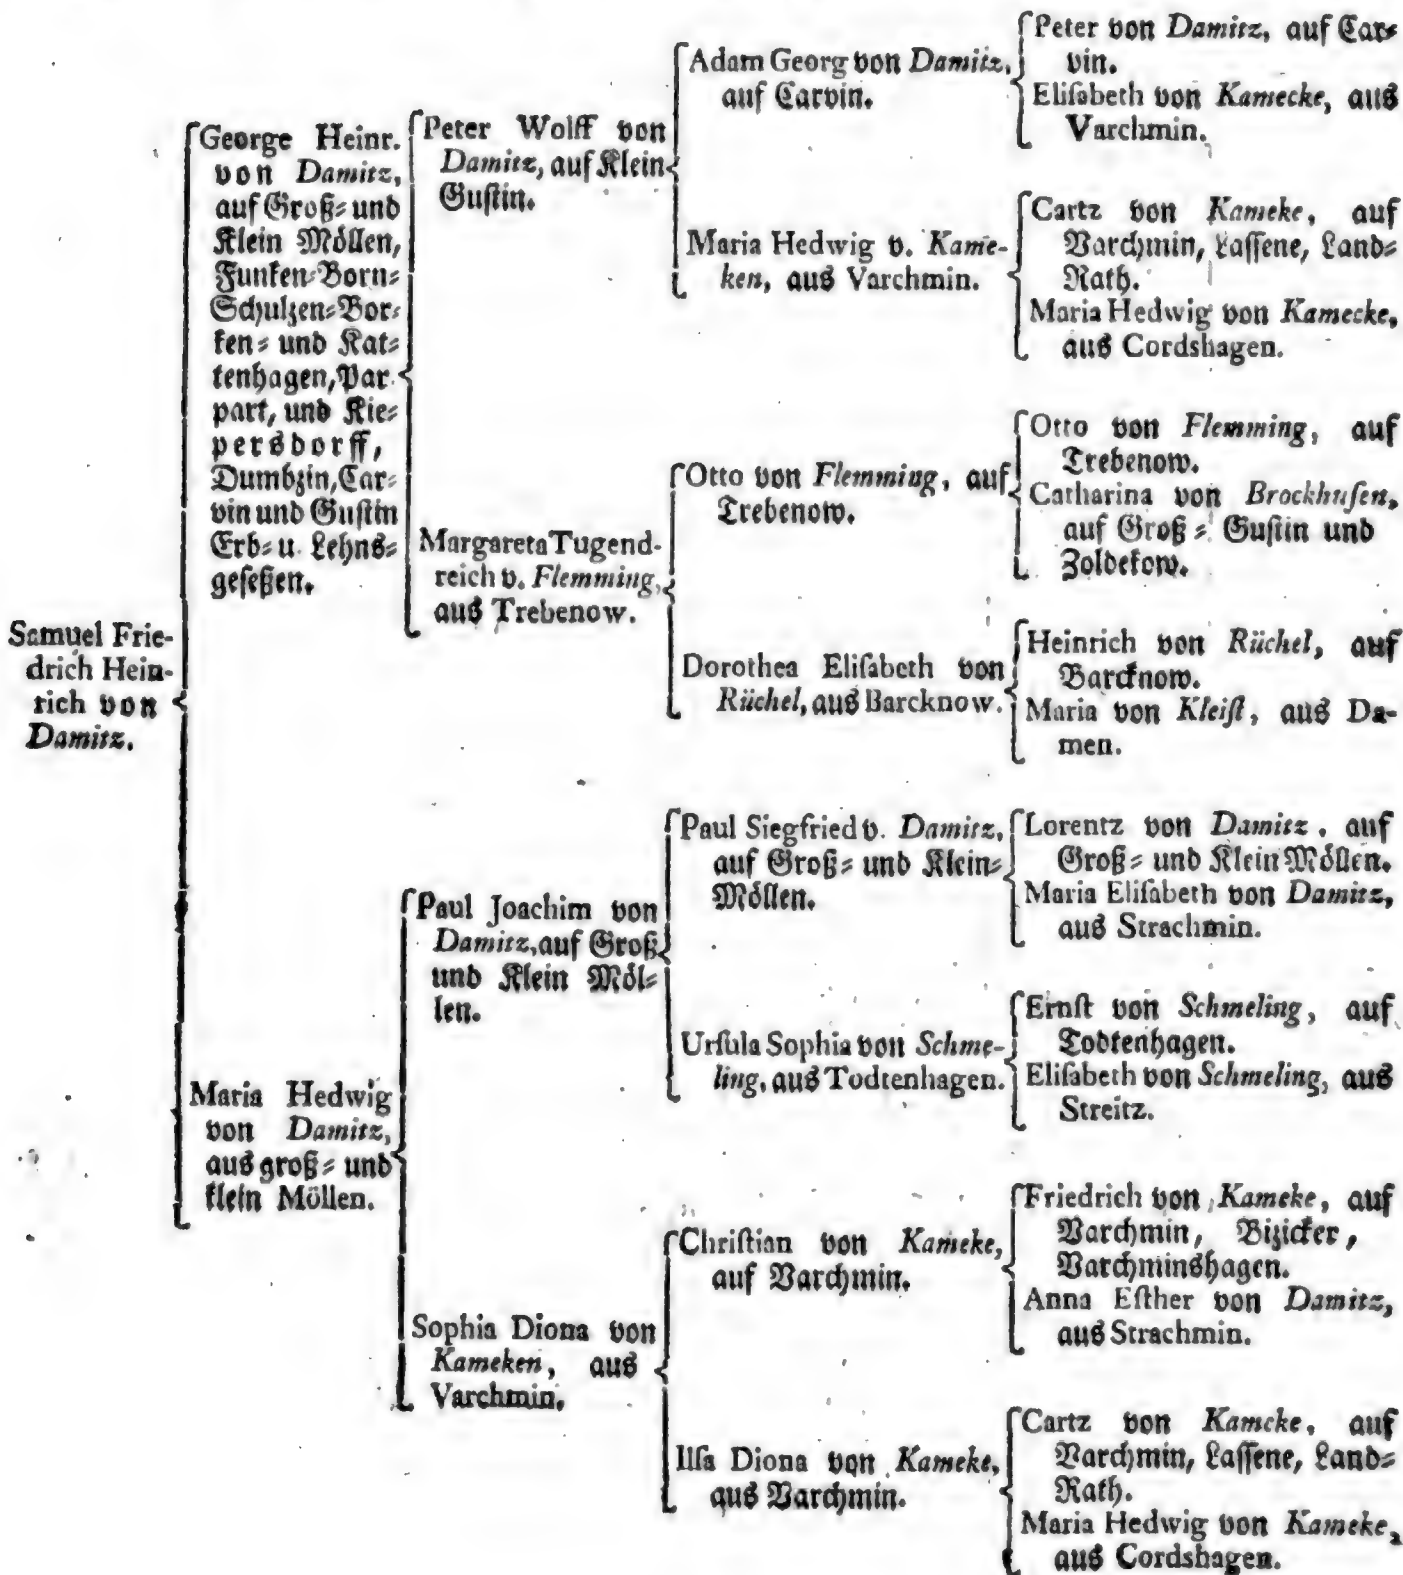 Samuel Frie-
drich Hein-
rich von
Damitz.
George Heinr.
von Damitz,
auf Groß- und
Klein Möllen,
Funken-Born-
Schulzen-Bor-
ken- und Kat-
tenhagen, Par-
part, und Kie-
persdorff,
Dumbzin, Car-
vin und Gustin
Erb- u. Lehns-
geseßen.
Maria Hedwig
von Damitz,
aus groß- und
klein Möllen.
Peter Wolff von
Damitz, auf Klein
Gustin.
Margareta Tugend-
reich v. Flemming,
aus Trebenow.
Paul Joachim von
Damitz, auf Groß
und Klein Möl-
len.
Sophia Diona von
Kameken, aus
Varchmin.
Adam Georg von Damitz,
auf Carvin.
Maria Hedwig v. Kame-
ken, aus Varchmin.
Otto von Flemming, auf
Trebenow.
Dorothea Elisabeth von
Rüchel, aus Barcknow.
Paul Siegfried v. Damitz,
auf Groß- und Klein-
Möllen.
Ursula Sophia von Schme-
ling, aus Todtenhagen.
Christian von Kameke,
auf Varchmin.
Ilsa Diona von Kameke,
aus Varchmin.
Peter von Damitz, auf Car-
vin.
Elisabeth von Kamecke, aus
Varchmin.
Cartz von Kameke, auf
Varchmin, Lassene, Land-
Rath.
Maria Hedwig von Kamecke,
aus Cordshagen.
Otto von Flemming, auf
Trebenow.
Catharina von Brockhusen,
auf Groß- Gustin und
Zoldekow.
Heinrich von Rüchel, auf
Barcknow.
Maria von Kleist, aus Da-
men.
Lorentz von Damitz, auf
Groß- und Klein Möllen.
Maria Elisabeth von Damitz,
aus Strachmin.
Ernst von Schmeling, auf
Todtenhagen.
Elisabeth von Schmeling, aus
Streitz.
Friedrich von Kameke, auf
Varchmin, Bizicker,
Varchminshagen.
Anna Esther von Damitz,
aus Strachmin.
Cartz von Kameke, auf
Varchmin, Lassene, Land-
Rath.
Maria Hedwig von Kameke,
aus Cordshagen.